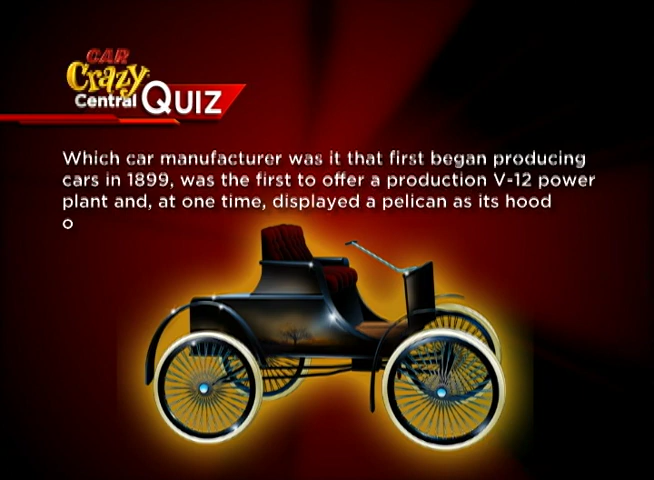 CAR
Crazy
Central QUIZ
Which car manufacturer was it that first began producing
cars in 1899, was the first to offer a production V-12 power
plant and, at one time, displayed a pelican as its hood
o